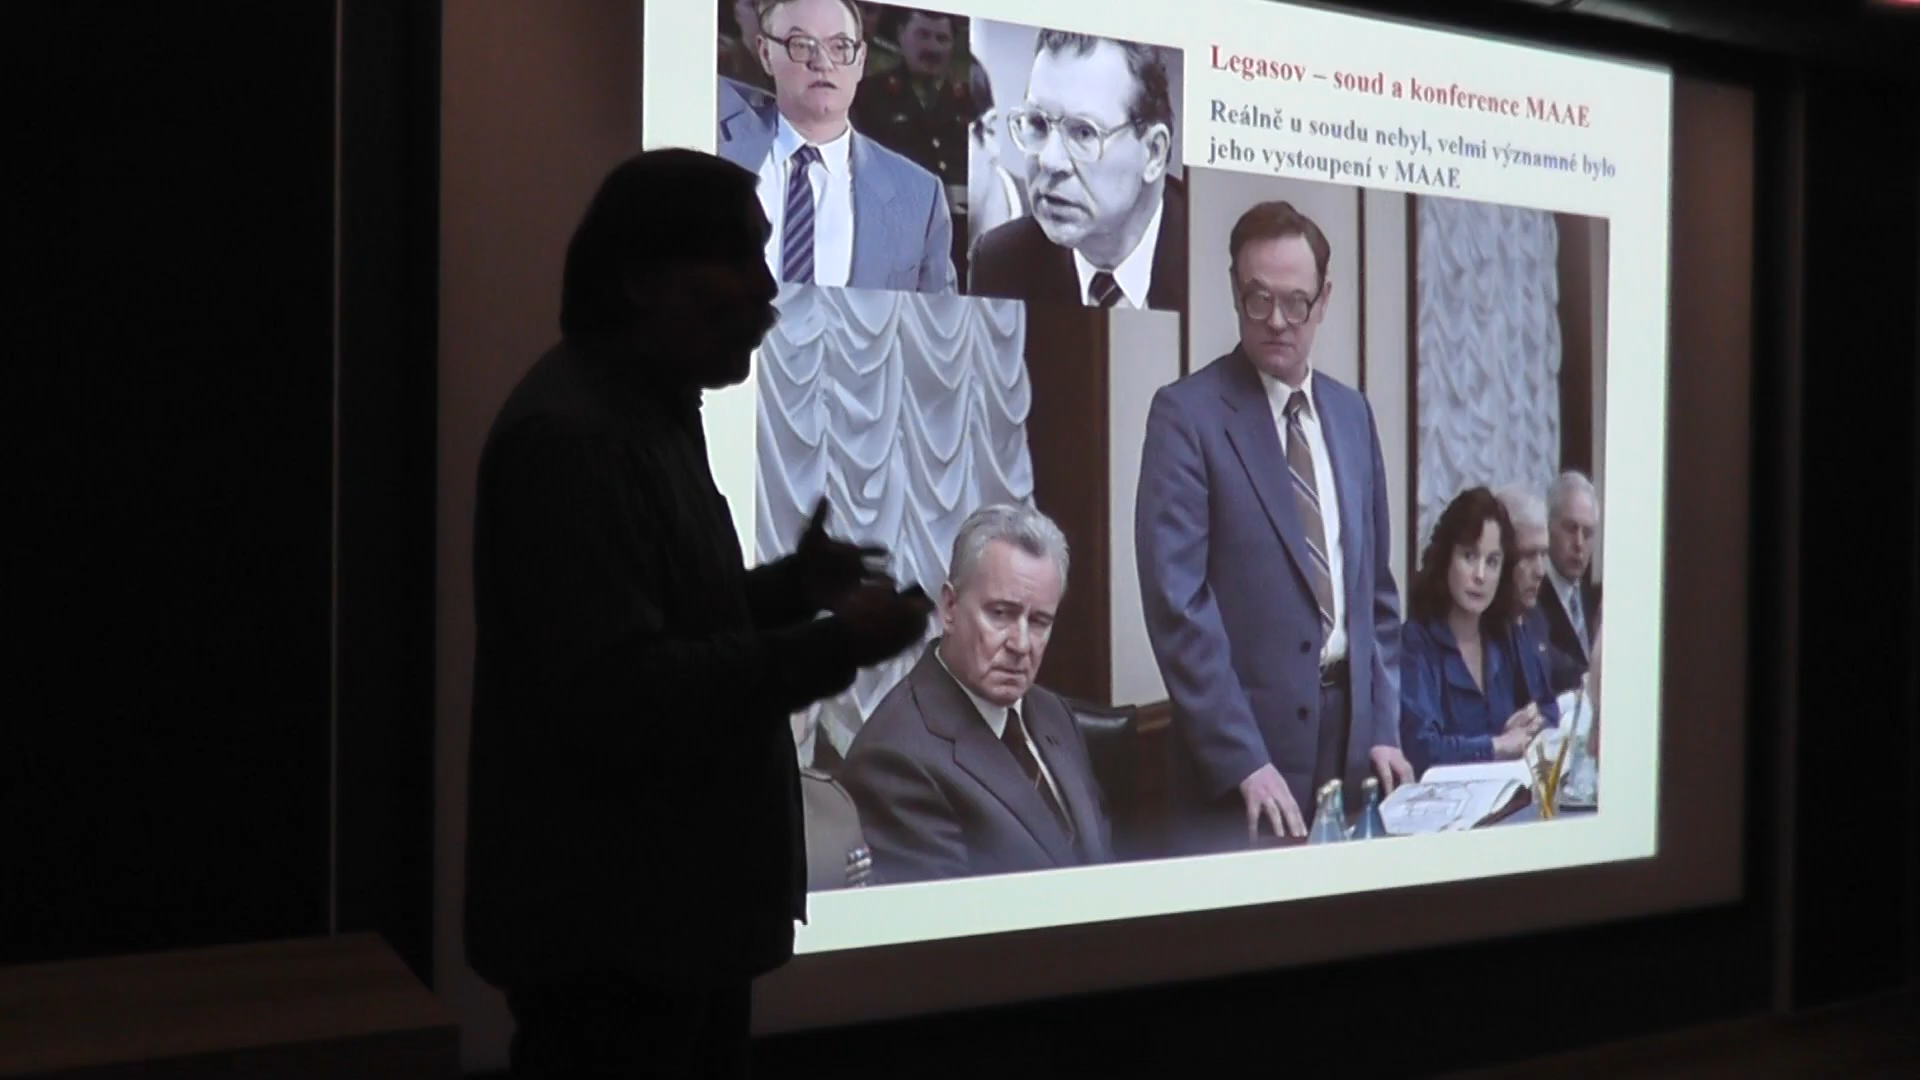 Legasov – soud a konference MAAE
Reálně u soudu nebyl, velmi významné bylo
jeho vystoupení v MAAE